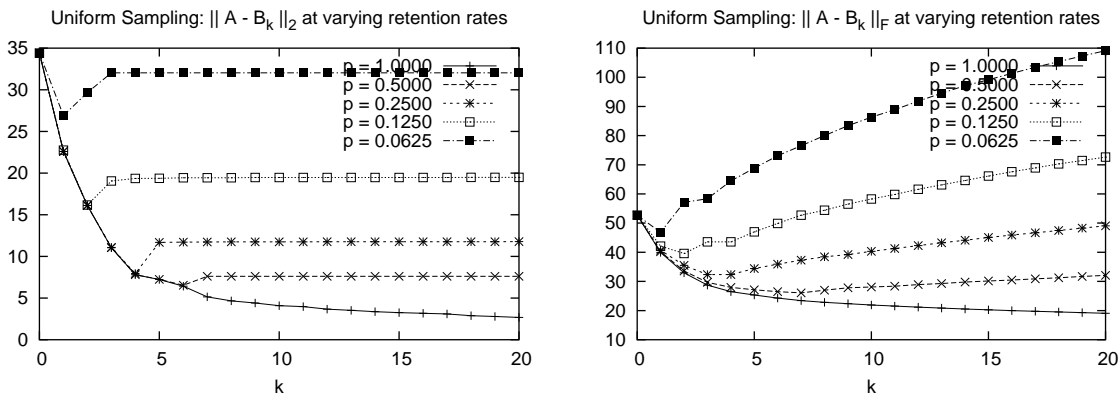 Uniform Sampling: || A - B_k ||_2 at varying retention rates
35
30
25
20
15
10
5
0
0 5 10 15 20
k
p = 1.0000
p = 0.5000
p = 0.2500
p = 0.1250
p = 0.0625
Uniform Sampling: || A - B_k ||_F at varying retention rates
110
100
90
80
70
60
50
40
30
20
10
0 5 10 15 20
k
p = 1.0000
p = 0.5000
p = 0.2500
p = 0.1250
p = 0.0625